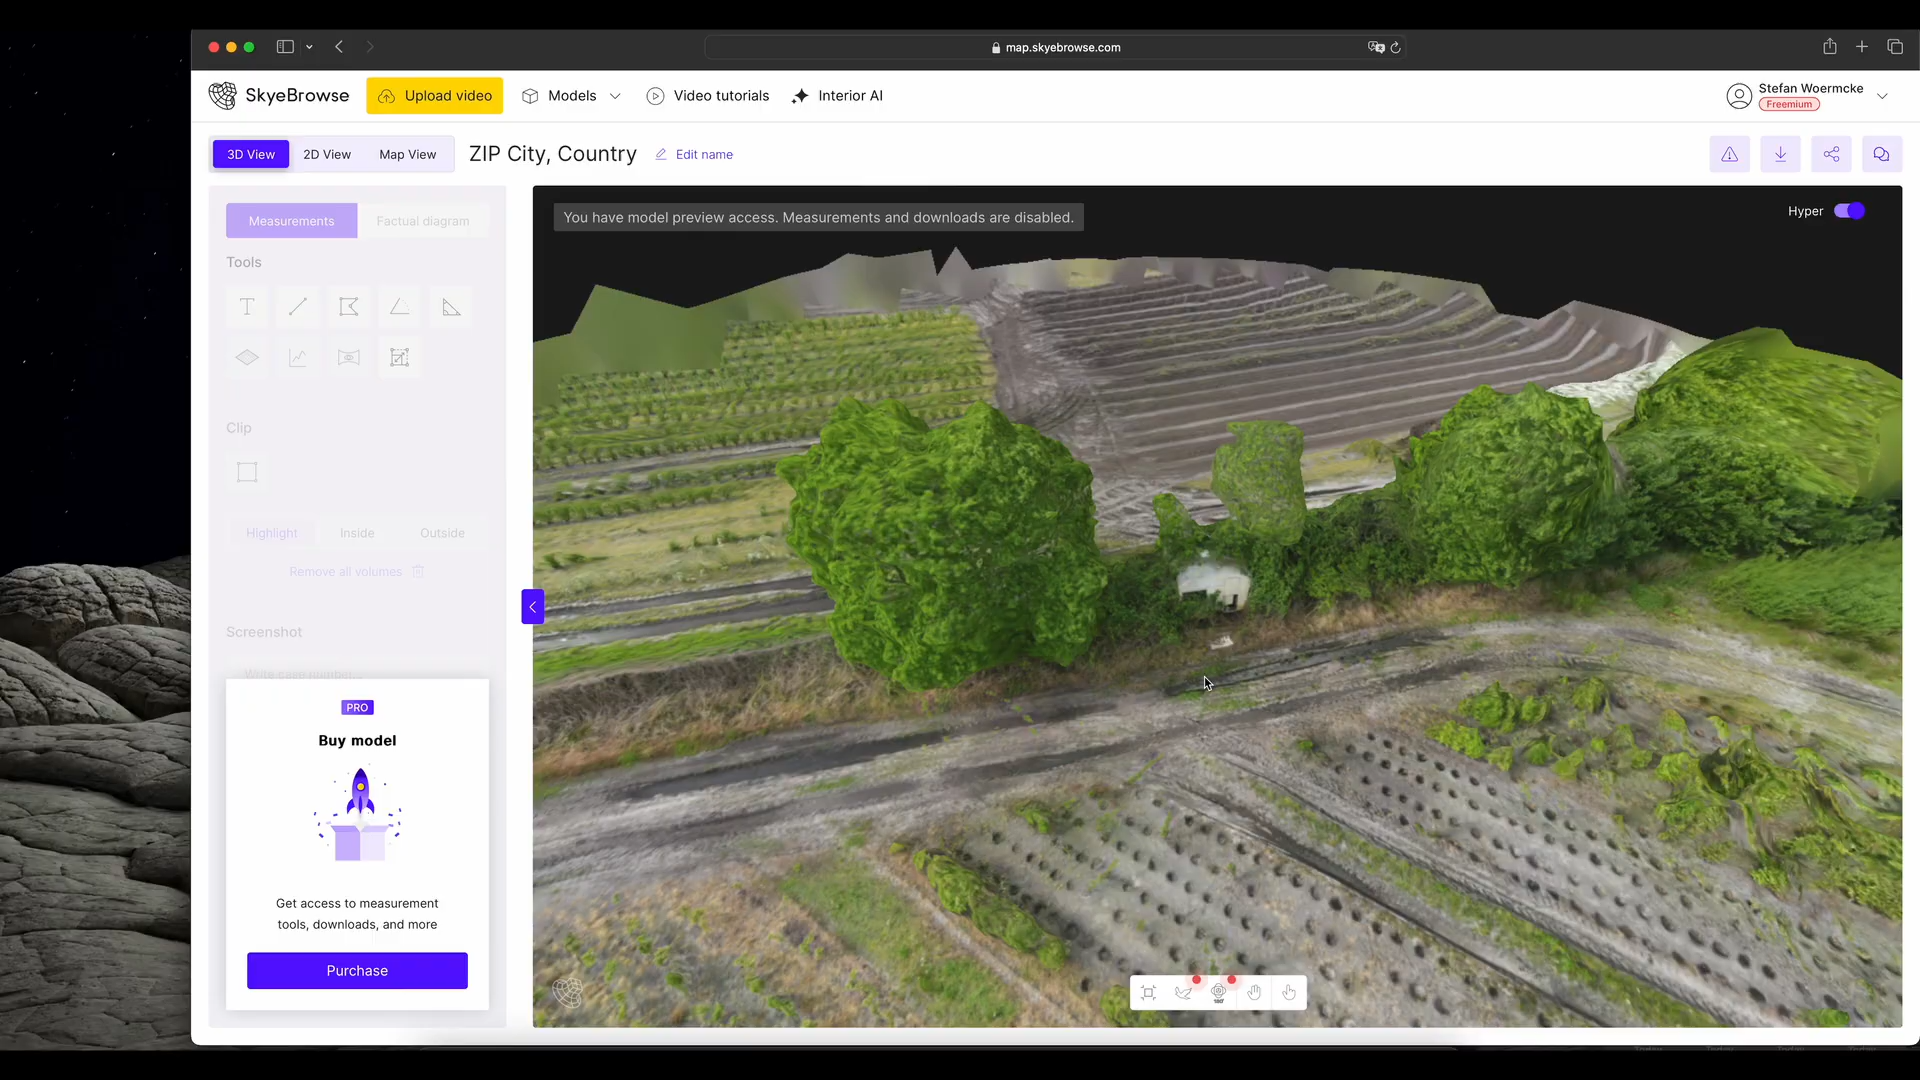 map.skyebrowse.com
SkyeBrowse
Upload video
Models
Video tutorials
Interior AI
Stefan Woermcke
Freemium
3D View
2D View
Map View
ZIP City, Country
Edit name
Measurements
Factual diagram
You have model preview access. Measurements and downloads are disabled.
Hyper
Tools
T
Clip
Highlight
Inside
Outside
Remove all volumes
Screenshot
Write case number...
PRO
Buy model
Get access to measurement
tools, downloads, and more
Purchase